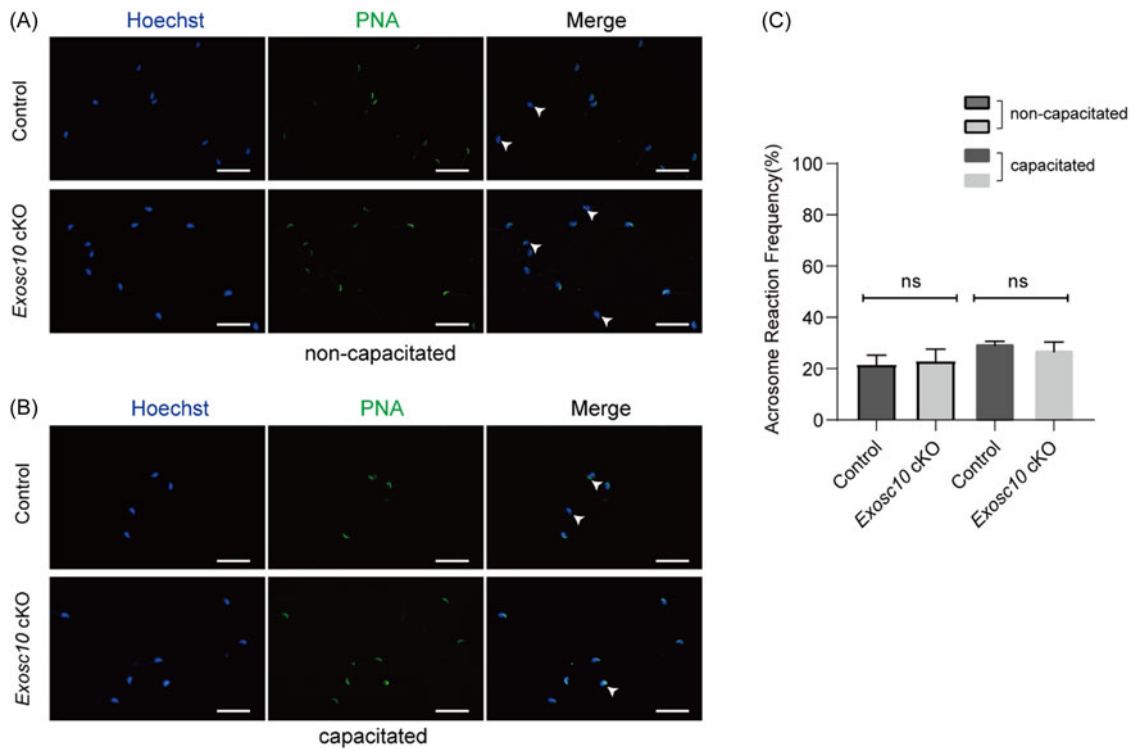 (A)
Hoechst
PNA
Merge
Control
Exosc10 cKO
non-capacitated
(B)
Hoechst
PNA
Merge
Control
Exosc10 cKO
capacitated
(C)
non-capacitated
capacitated
Acrosome Reaction Frequency(%)
100
80
60
40
20
0
ns
ns
Control
Exosc10 cKO
Control
Exosc10 cKO